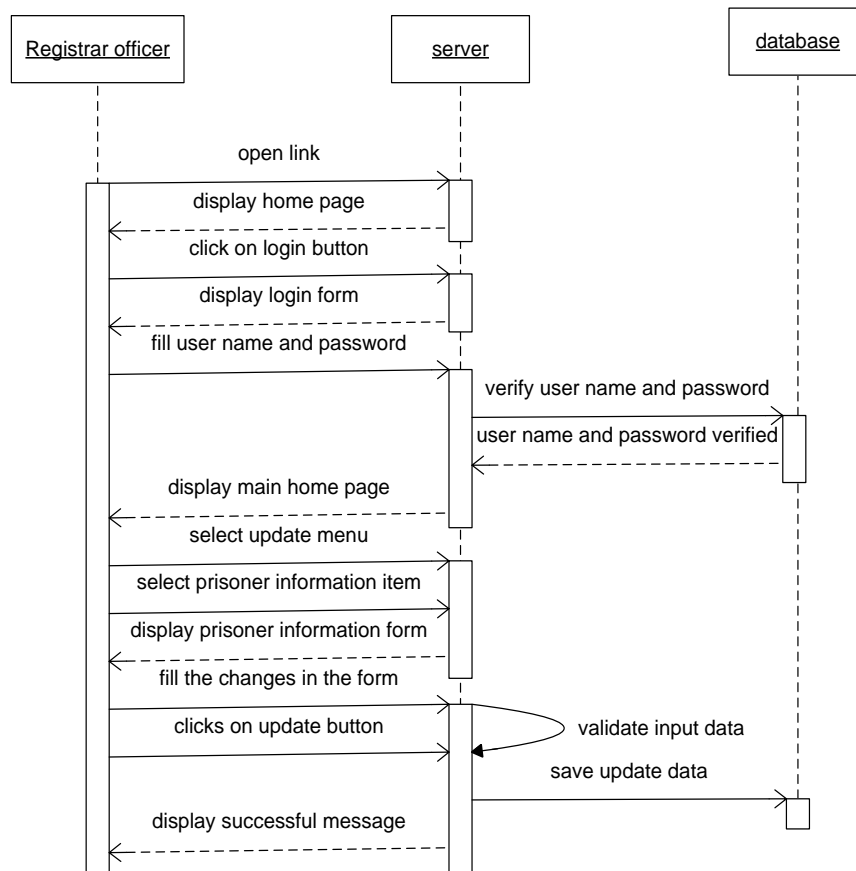 Registrar officer
server
database
open link
display home page
click on login button
display login form
fill user name and password
verify user name and password
user name and password verified
display main home page
select update menu
select prisoner information item
display prisoner information form
fill the changes in the form
clicks on update button
validate input data
save update data
display successful message